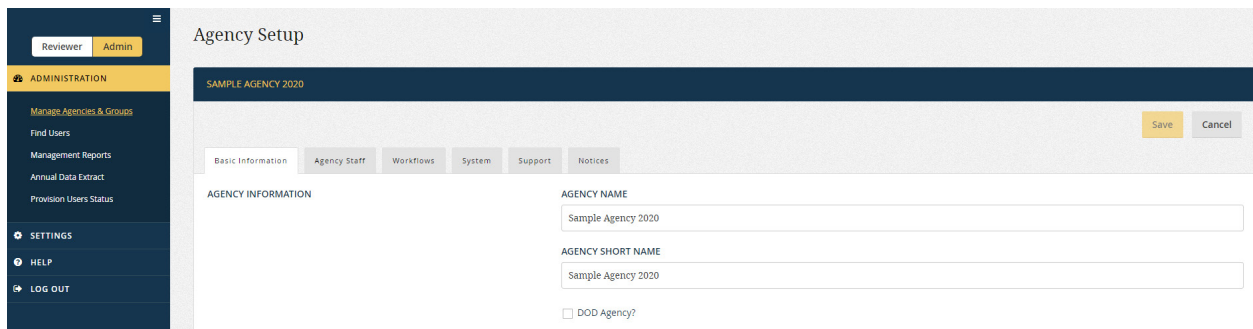 Reviewer Admin
ADMINISTRATION
Manage Agencies & Groups
Find Users
Management Reports
Annual Data Extract
Provision Users Status
SETTINGS
HELP
LOG OUT
Agency Setup
SAMPLE AGENCY 2020
Save Cancel
Basic Information Agency Staff Workflows System Support Notices
AGENCY INFORMATION
AGENCY NAME
Sample Agency 2020
AGENCY SHORT NAME
Sample Agency 2020
DOD Agency?